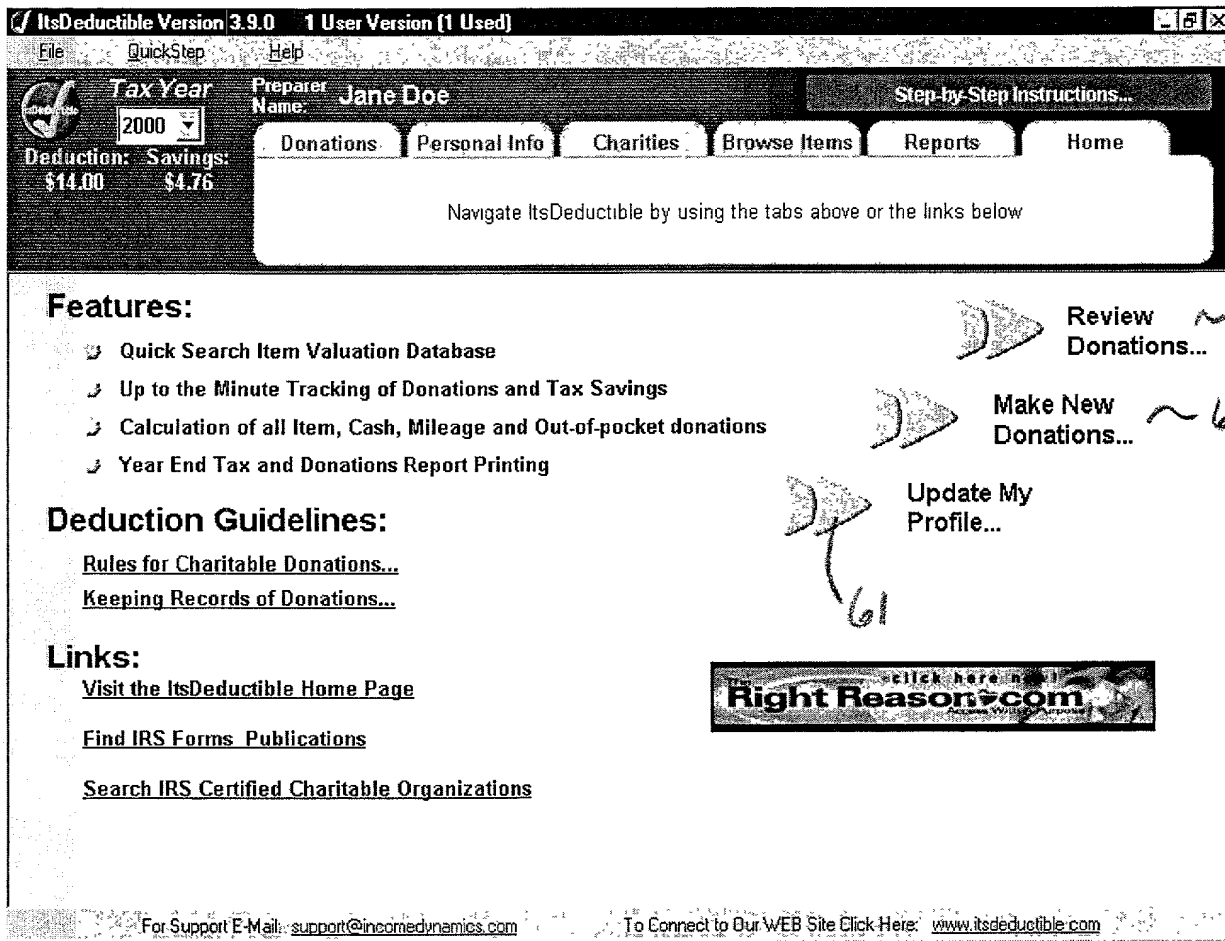 ItsDeductible Version 3.9.0 1 User Version (1 Used)
File QuickStep Help
Tax Year
2000
Deduction: Savings:
$14.00 $4.76
Preparer Name: Jane Doe
Step-by-Step Instructions...
Donations Personal Info Charities Browse Items Reports Home
Navigate ItsDeductible by using the tabs above or the links below
Features:
Quick Search Item Valuation Database
Up to the Minute Tracking of Donations and Tax Savings
Calculation of all Item, Cash, Mileage and Out-of-pocket donations
Year End Tax and Donations Report Printing
Review
Donations...
Make New
Donations...
Update My
Profile...
61
Deduction Guidelines:
Rules for Charitable Donations...
Keeping Records of Donations...
Links:
Visit the ItsDeductible Home Page
Find IRS Forms Publications
Search IRS Certified Charitable Organizations
click here now!
The
Right Reason.com
Access With A Purpose
For Support E-Mail: support@incomedynamics.com To Connect to Our WEB Site Click Here: www.itsdeductible.com